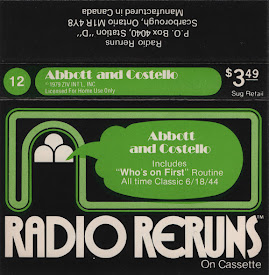 Radio Reruns
P.O. Box 4040, Station "D"
Scarborough, Ontario M1R 4Y8
Manufactured in Canada
12
Abbott and Costello
© 1979 ZIV INT'L. INC.
Licensed For Home Use Only
$3.49
Sug Retail
Abbott
and Costello
Includes
"Who's on First" Routine
All time Classic 6/18/44
RADIO RERUNS™
On Cassette